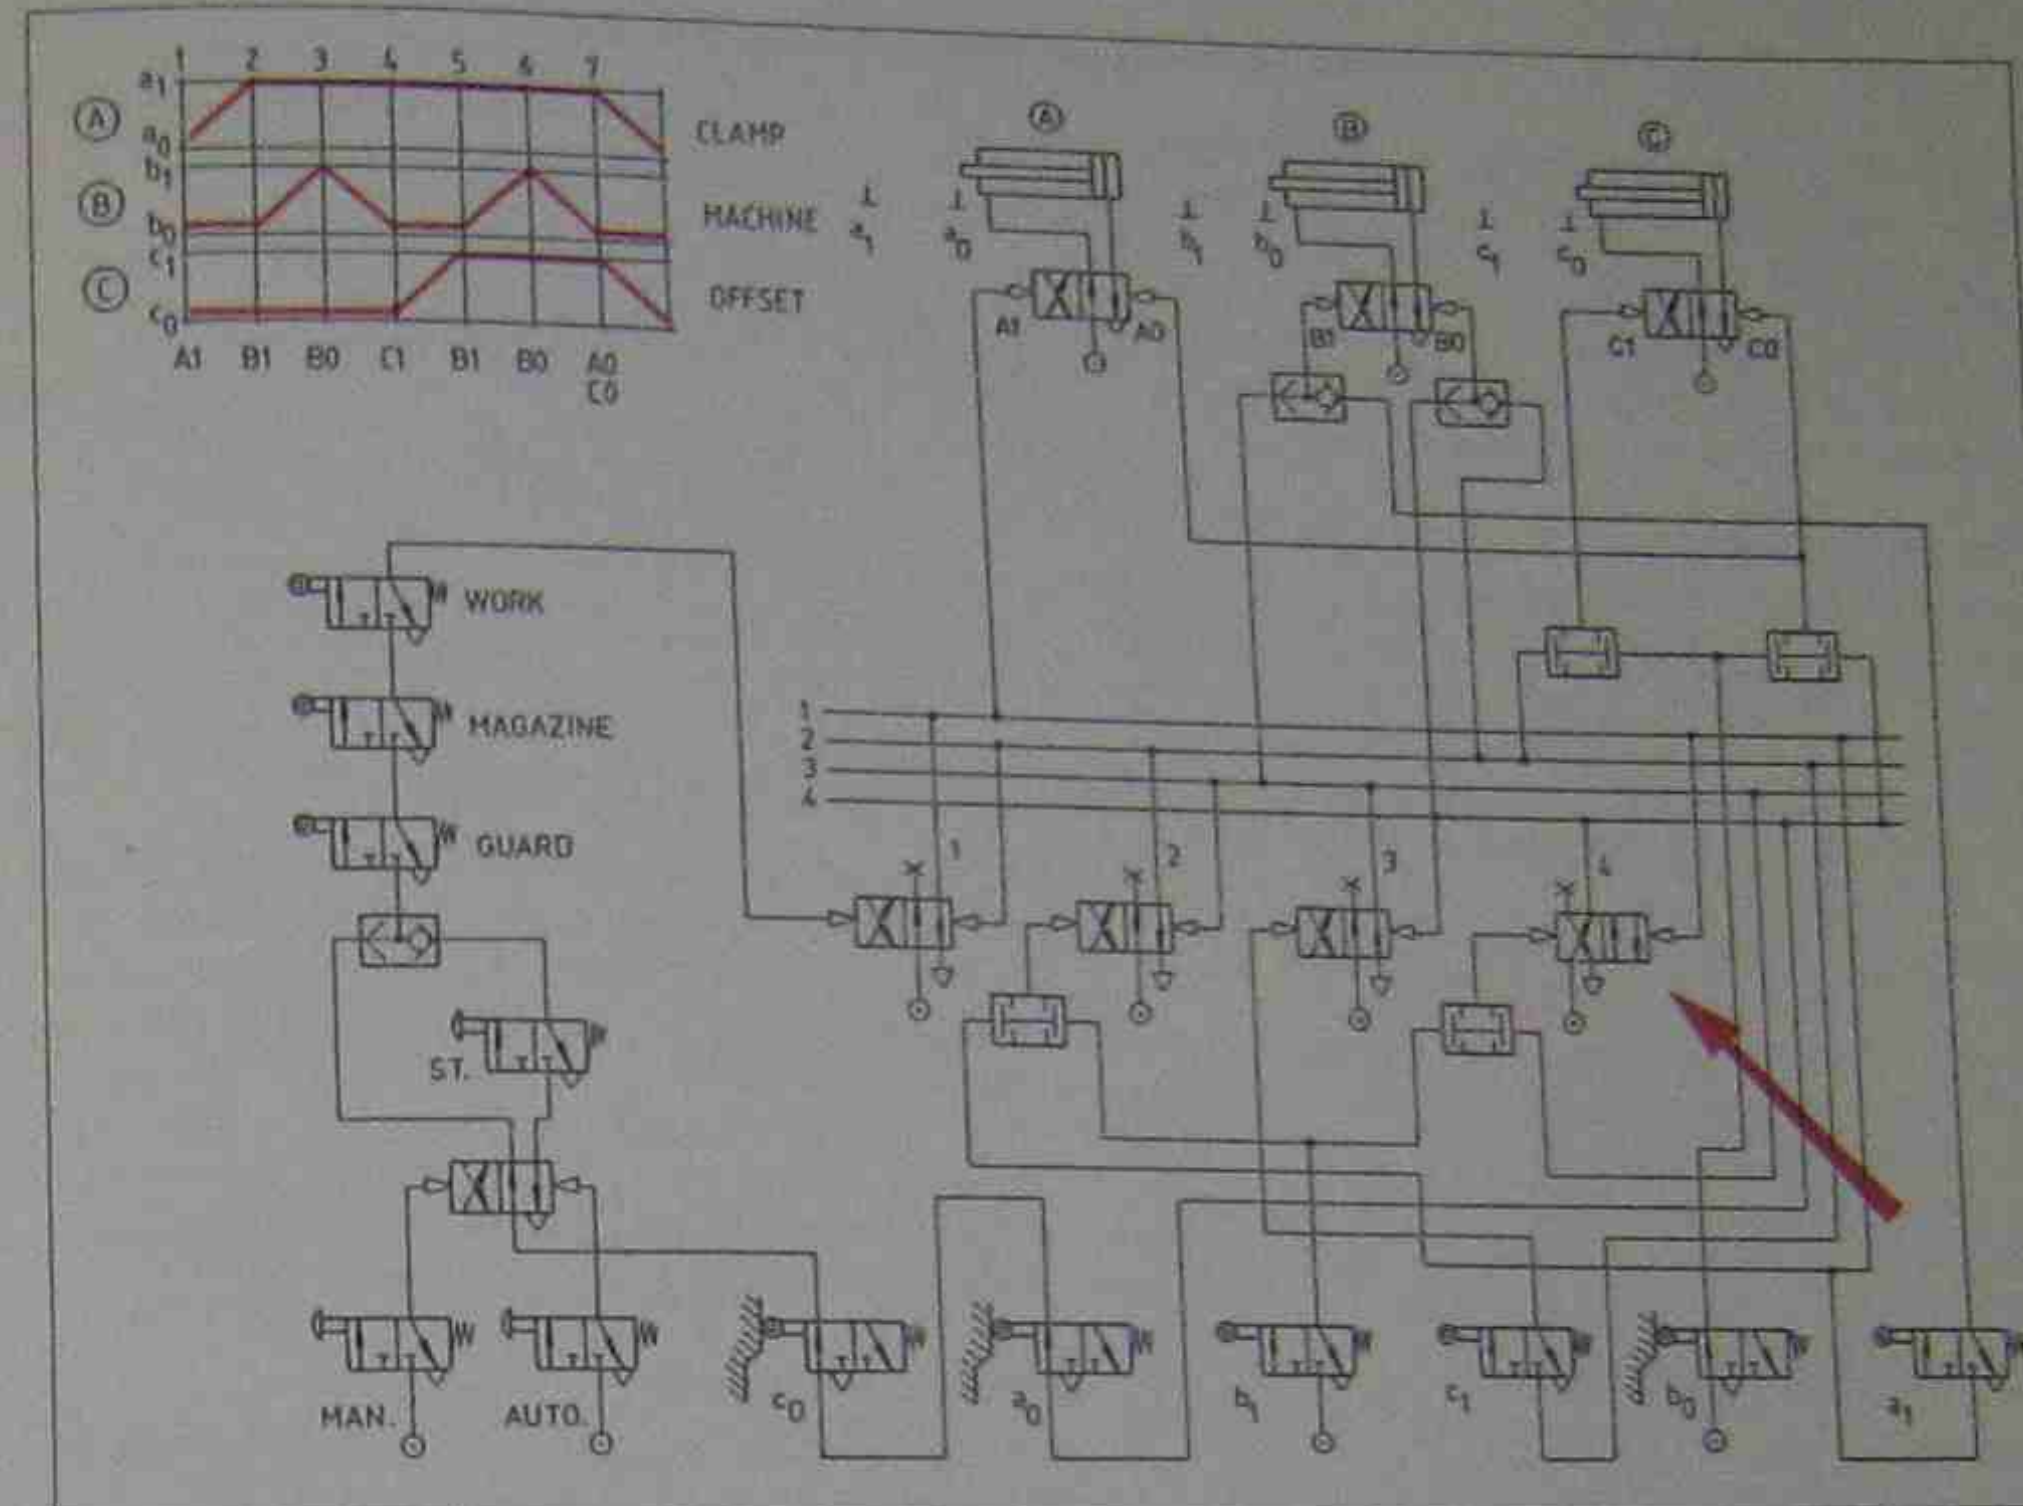 1 2 3 4 5 6 7
a1
A
a0
CLAMP
b1
B
b0
MACHINE
c1
C
c0
OFFSET
A1 B1 B0 C1 B1 B0 A0
C0
A B C
a1 a0 b1 b0 c1 c0
A1 A0 B1 B0 C1 C0
WORK
MAGAZINE
GUARD
ST.
1
2
3
4
1 2 3 4
MAN. AUTO. c0 a0 b1 c1 b0 a1